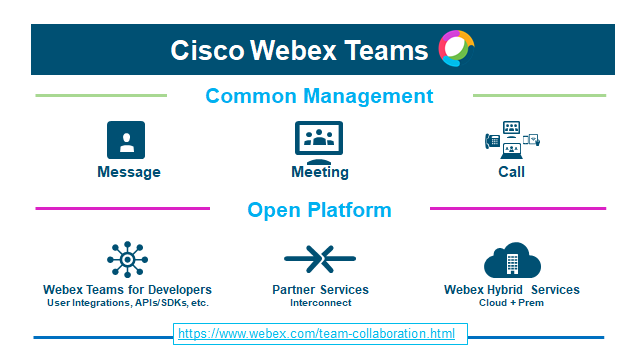 Cisco Webex Teams
Common Management
Message
Meeting
Call
Open Platform
Webex Teams for Developers
User Integrations, APIs/SDKs, etc.
Partner Services
Interconnect
Webex Hybrid Services
Cloud + Prem
https://www.webex.com/team-collaboration.html